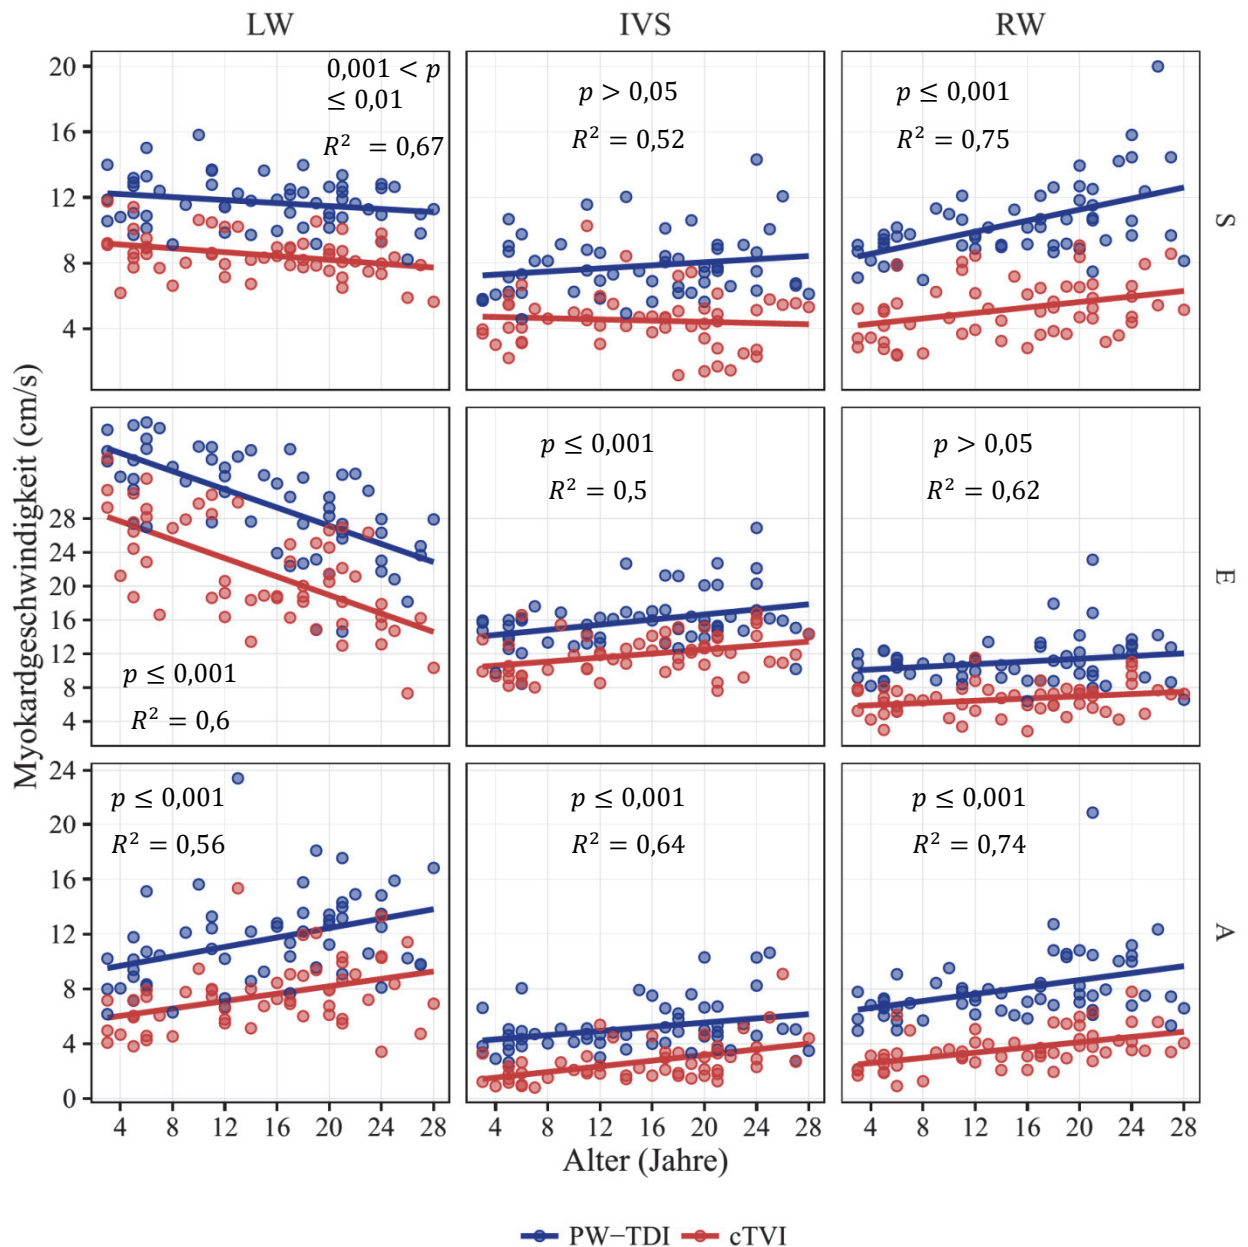 LW IVS RW
20
16
12
8
4
0,001 < p
≤ 0,01
R² = 0,67
p > 0,05
R² = 0,52
p ≤ 0,001
R² = 0,75
S
Myokardgeschwindigkeit (cm/s)
28
24
20
16
12
8
4
p ≤ 0,001
R² = 0,6
p ≤ 0,001
R² = 0,5
p > 0,05
R² = 0,62
E
24
20
16
12
8
4
0
p ≤ 0,001
R² = 0,56
p ≤ 0,001
R² = 0,64
p ≤ 0,001
R² = 0,74
A
4 8 12 16 20 24 28 4 8 12 16 20 24 28 4 8 12 16 20 24 28
Alter (Jahre)
PW−TDI cTVI